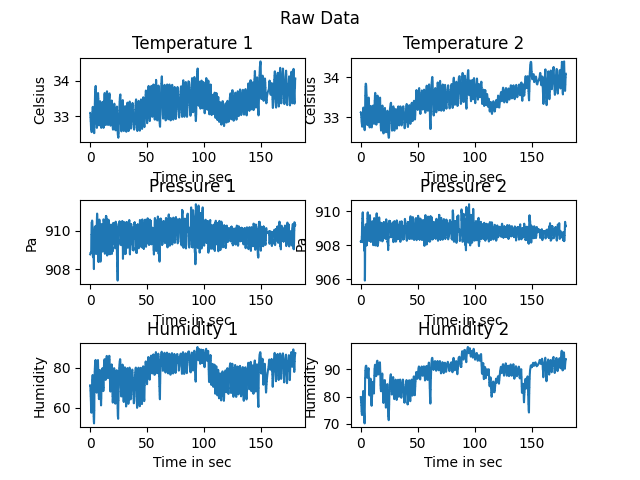 Raw Data
Temperature 1
Temperature 2
Celsius
34
33
0
50
100
150
Time in sec
Celsius
34
33
0
50
100
150
Time in sec
Pressure 1
Pressure 2
Pa
910
908
0
50
100
150
Time in sec
Pa
910
908
906
0
50
100
150
Time in sec
Humidity 1
Humidity 2
Humidity
80
60
0
50
100
150
Time in sec
Humidity
90
80
70
0
50
100
150
Time in sec